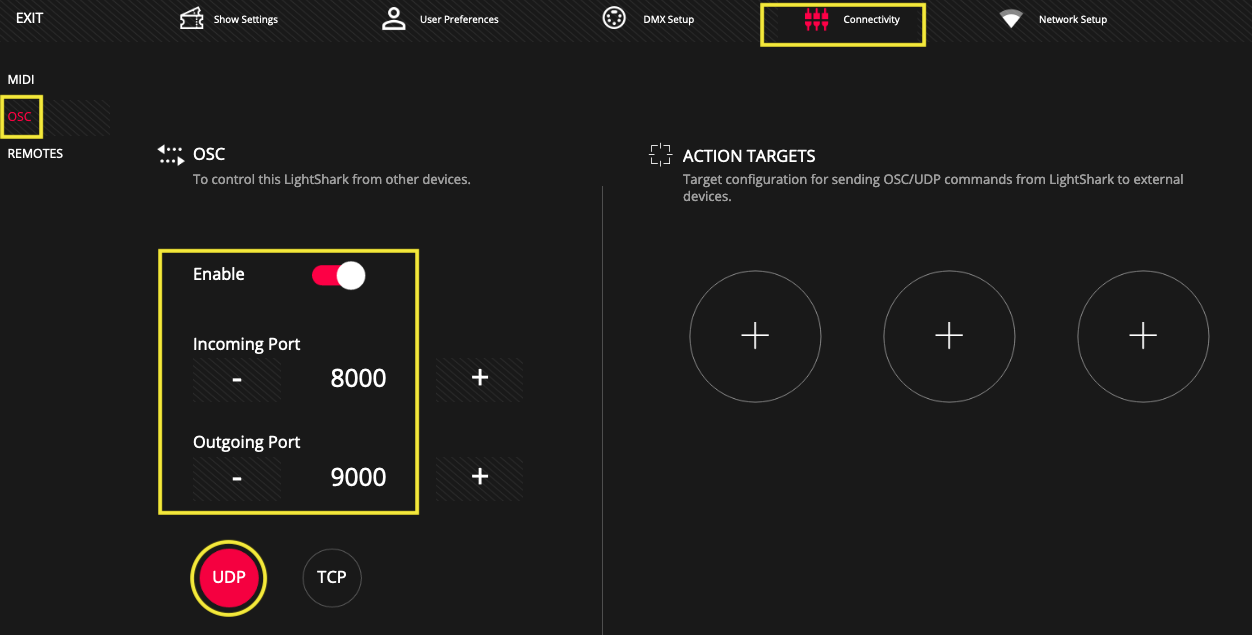 EXIT
Show Settings
User Preferences
DMX Setup
Connectivity
Network Setup
MIDI
OSC
REMOTES
OSC
To control this LightShark from other devices.
Enable
Incoming Port
- 8000 +
Outgoing Port
- 9000 +
UDP
TCP
ACTION TARGETS
Target configuration for sending OSC/UDP commands from LightShark to external
devices.
+ + +